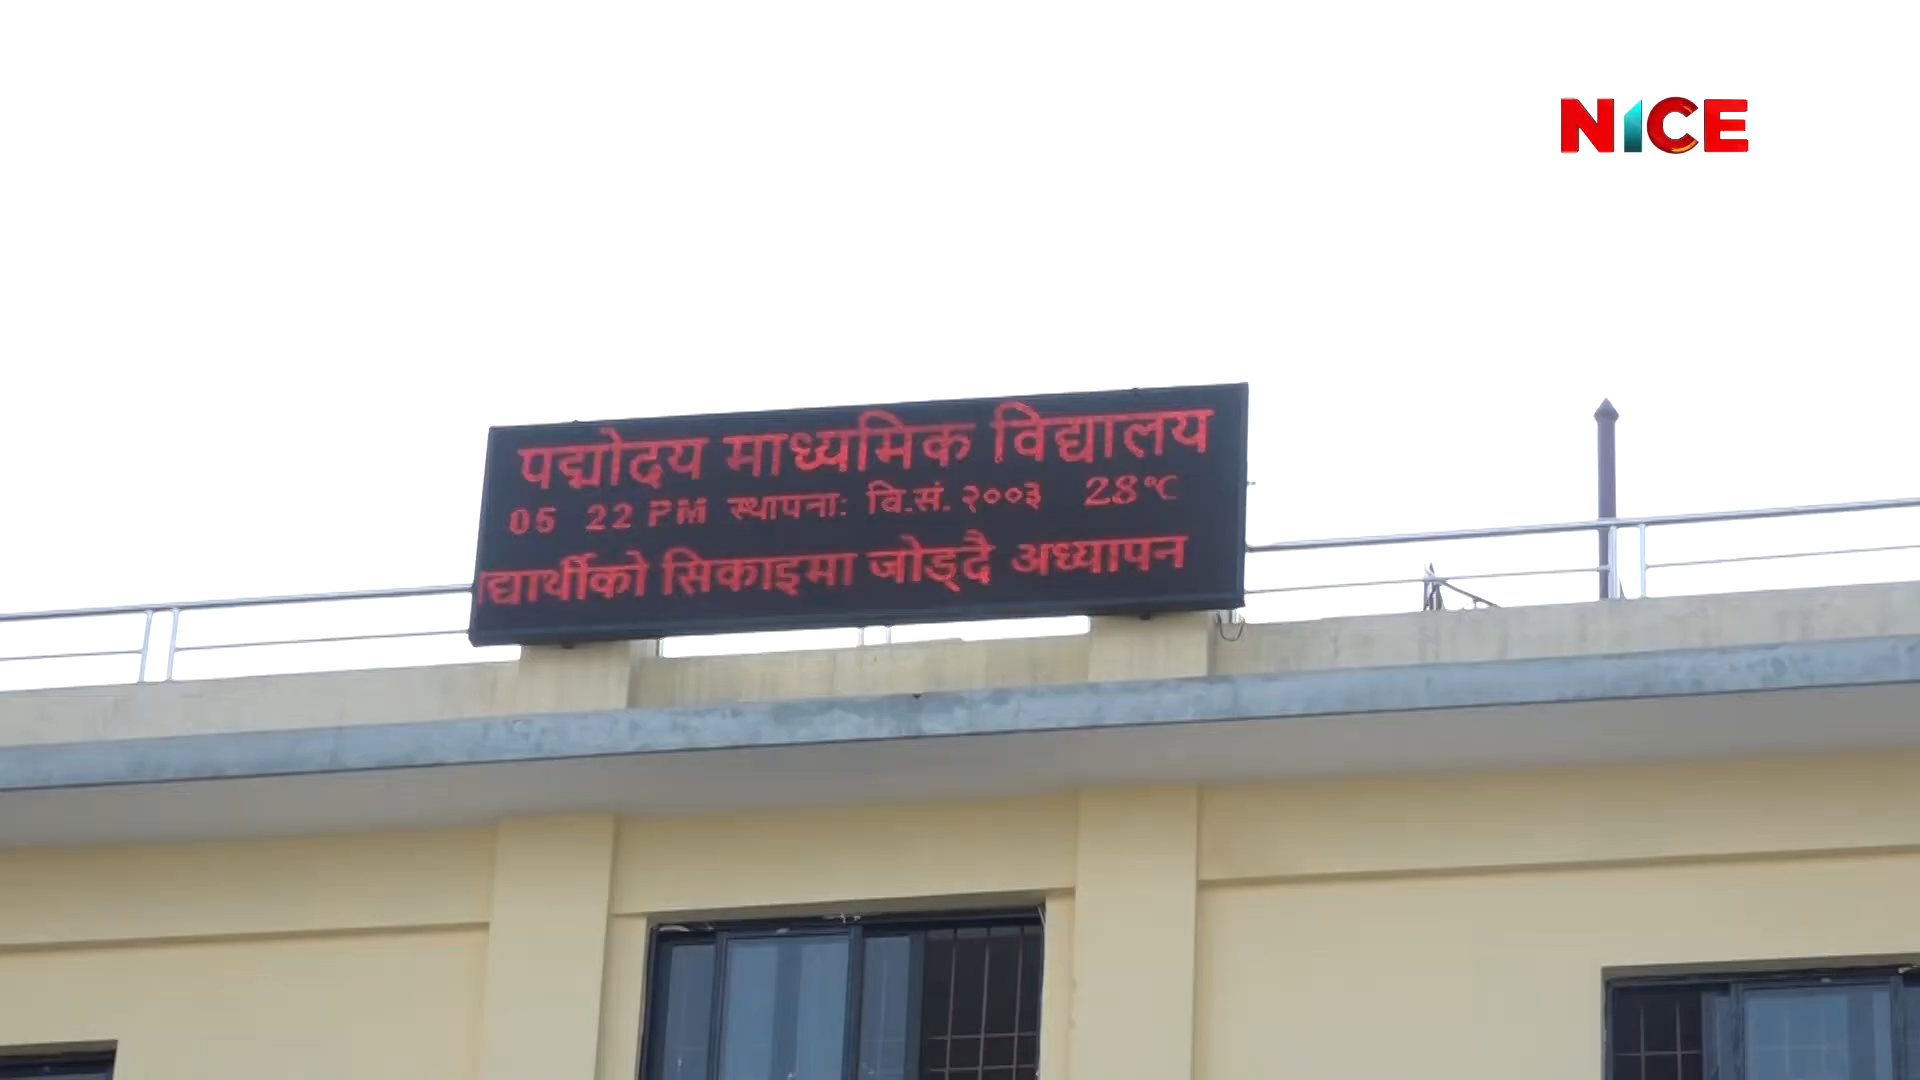 NICE
पद्मोदय माध्यमिक विद्यालय
05 22 PM स्थापना: वि.सं. २००३ 28°C
द्यार्थीको सिकाइमा जोड्दै अध्यापन